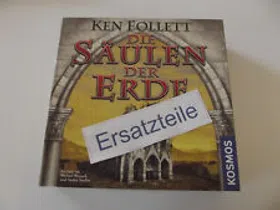 KEN FOLLETT
DIE
SÄULEN
DER
ERDE
Ersatzteile
KOSMOS